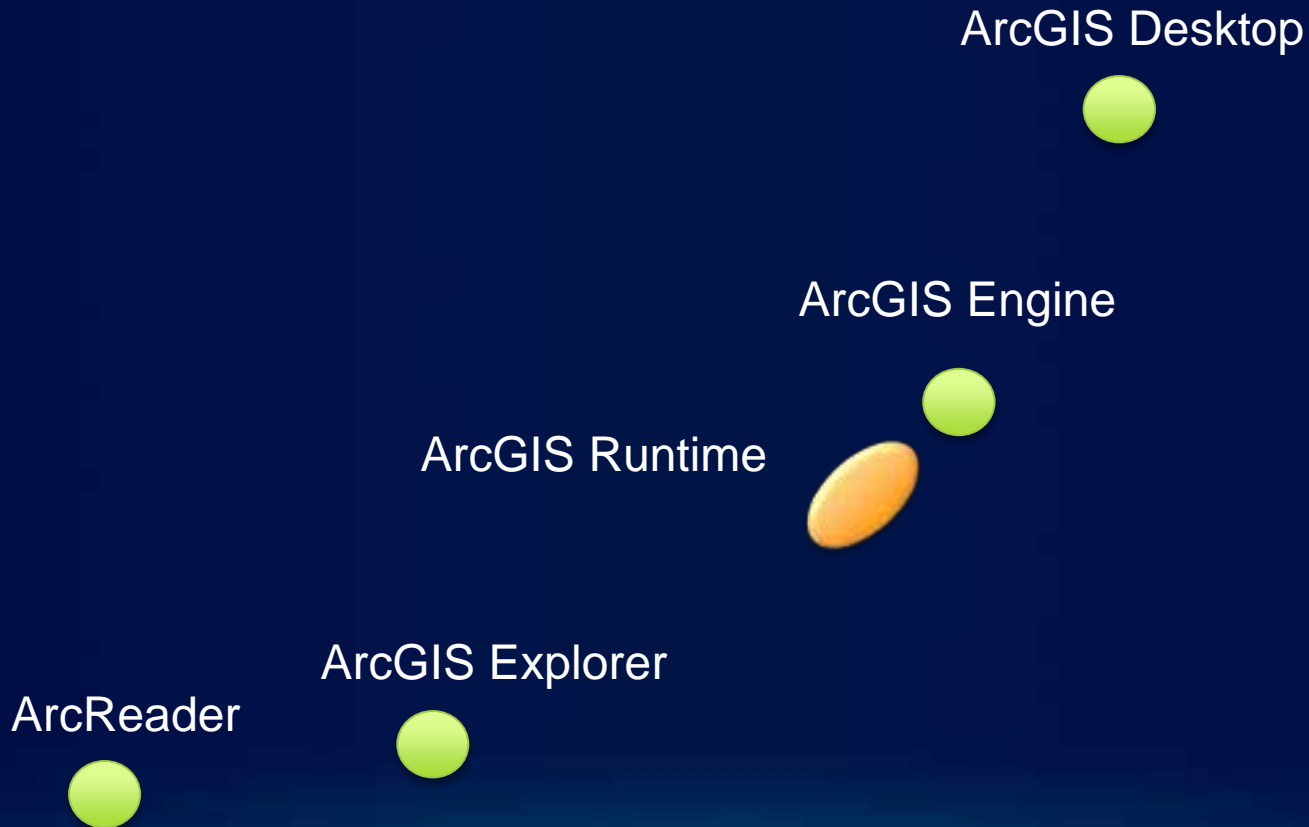 ArcGIS Desktop
ArcGIS Engine
ArcGIS Runtime
ArcGIS Explorer
ArcReader